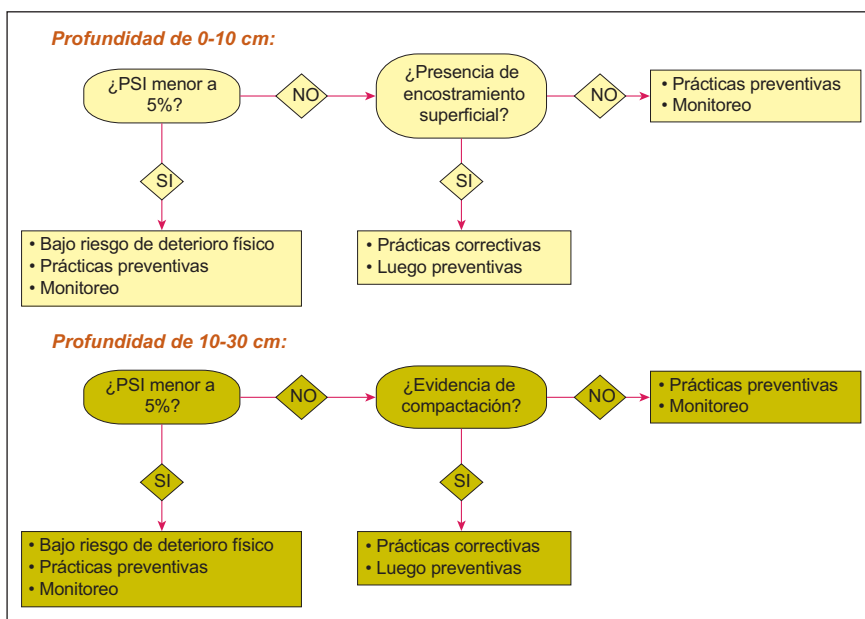 Profundidad de 0-10 cm:
¿PSI menor a
5%?
NO
¿Presencia de
encostramiento
superficial?
NO
• Prácticas preventivas
• Monitoreo
SI
SI
• Bajo riesgo de deterioro físico
• Prácticas preventivas
• Monitoreo
• Prácticas correctivas
• Luego preventivas
Profundidad de 10-30 cm:
¿PSI menor a
5%?
NO
¿Evidencia de
compactación?
NO
• Prácticas preventivas
• Monitoreo
SI
SI
• Bajo riesgo de deterioro físico
• Prácticas preventivas
• Monitoreo
• Prácticas correctivas
• Luego preventivas